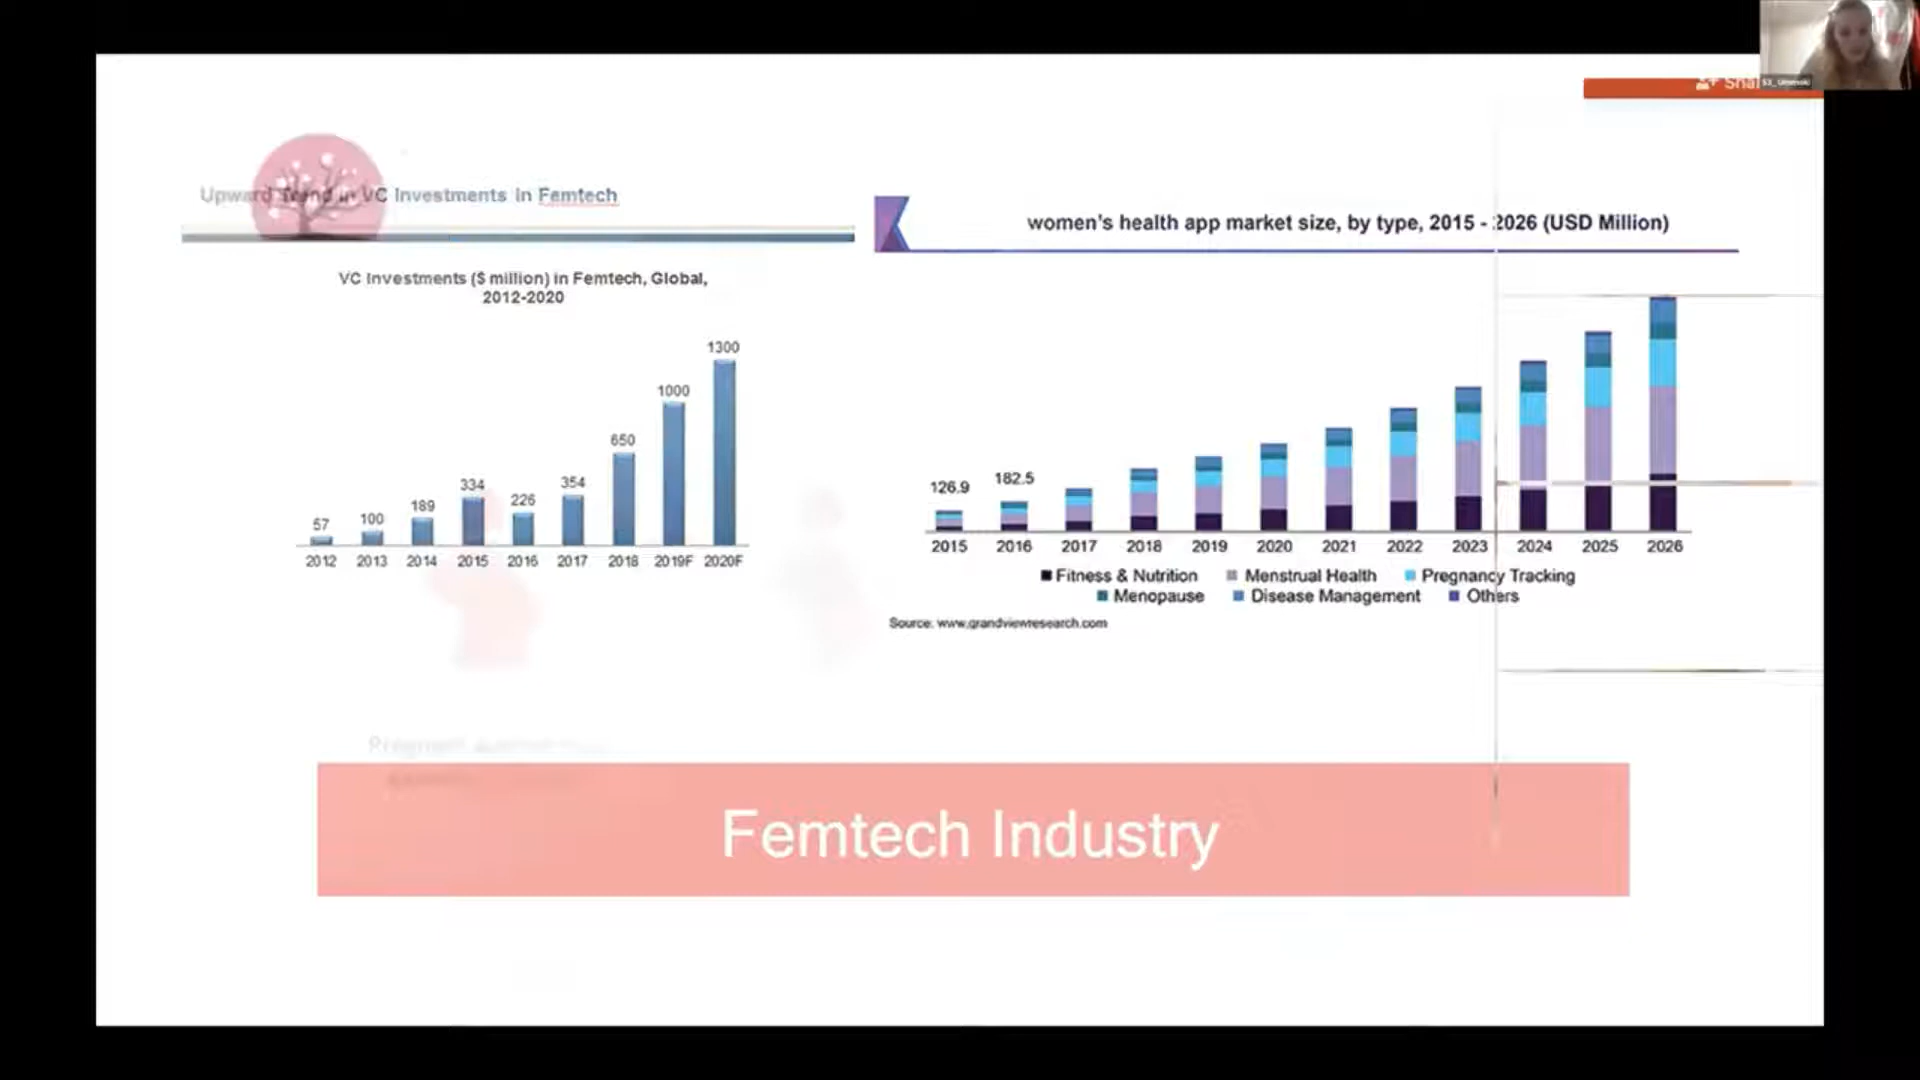 Upward Trend in VC Investments in Femtech
VC Investments ($ million) in Femtech, Global,
2012-2020
1300
1000
650
354
334
226
189
100
57
2012 2013 2014 2015 2016 2017 2018 2019F 2020F
women's health app market size, by type, 2015 - 2026 (USD Million)
126.9 182.5
2015 2016 2017 2018 2019 2020 2021 2022 2023 2024 2025 2026
Fitness & Nutrition Menstrual Health Pregnancy Tracking
Menopause Disease Management Others
Source: www.grandviewresearch.com
Femtech Industry